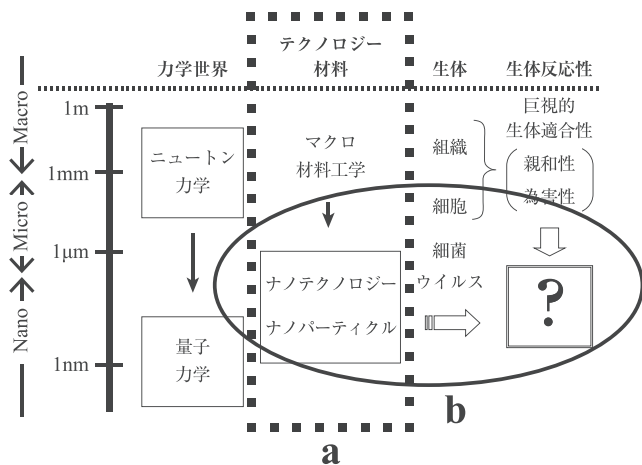 テクノロジー
力学世界
材料
生体
生体反応性
Macro
Micro
Nano
1m
1mm
1μm
1nm
ニュートン
力学
量子
力学
マクロ
材料工学
ナノテクノロジー
ナノパーティクル
組織
細胞
細菌
ウイルス
巨視的
生体適合性
親和性
為害性
?
a
b